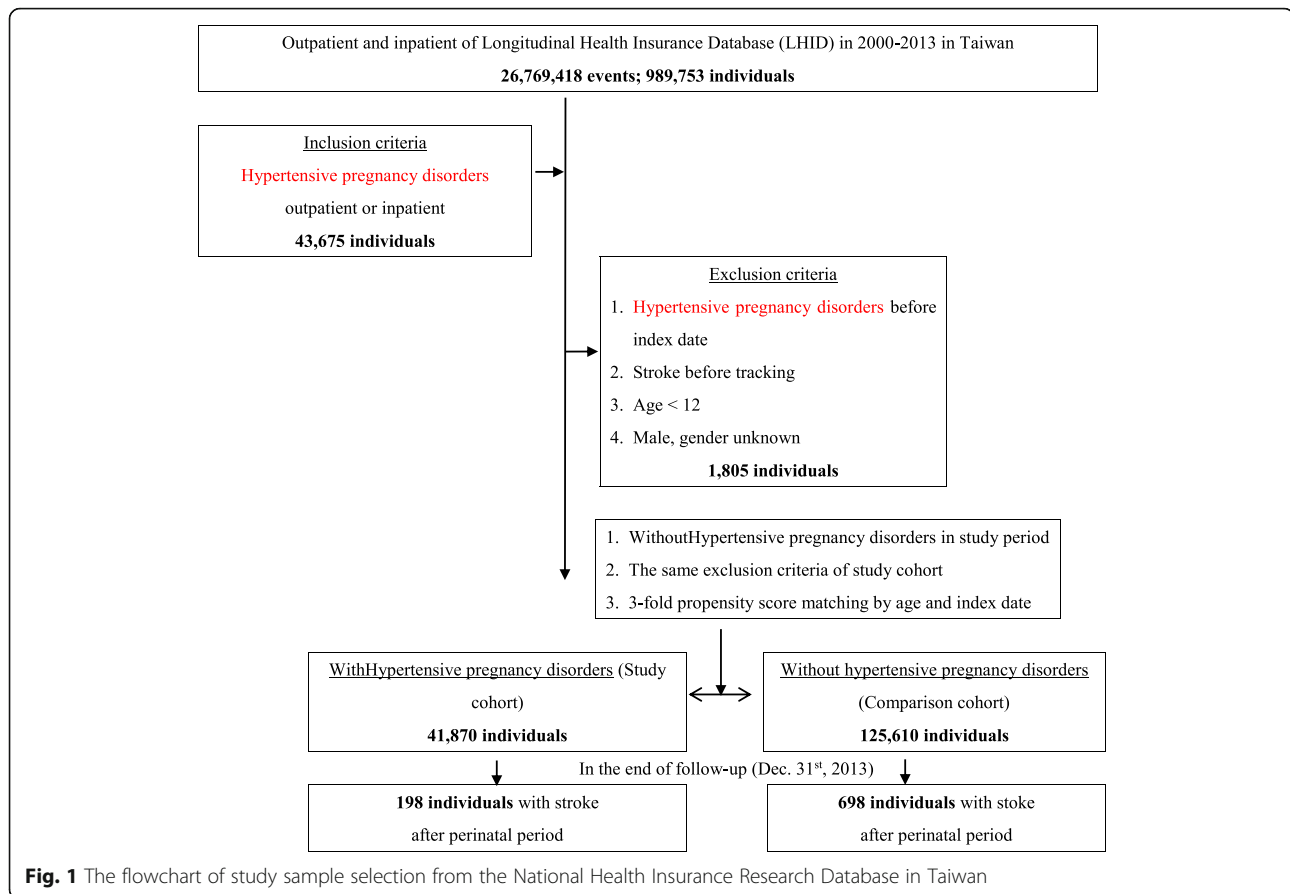 Outpatient and inpatient of Longitudinal Health Insurance Database (LHID) in 2000-2013 in Taiwan
26,769,418 events; 989,753 individuals
Inclusion criteria
Hypertensive pregnancy disorders
outpatient or inpatient
43,675 individuals
Exclusion criteria
1. Hypertensive pregnancy disorders before
index date
2. Stroke before tracking
3. Age < 12
4. Male, gender unknown
1,805 individuals
1. WithoutHypertensive pregnancy disorders in study period
2. The same exclusion criteria of study cohort
3. 3-fold propensity score matching by age and index date
WithHypertensive pregnancy disorders (Study
cohort)
41,870 individuals
Without hypertensive pregnancy disorders
(Comparison cohort)
125,610 individuals
In the end of follow-up (Dec. 31st, 2013)
198 individuals with stroke
after perinatal period
698 individuals with stoke
after perinatal period
Fig. 1 The flowchart of study sample selection from the National Health Insurance Research Database in Taiwan